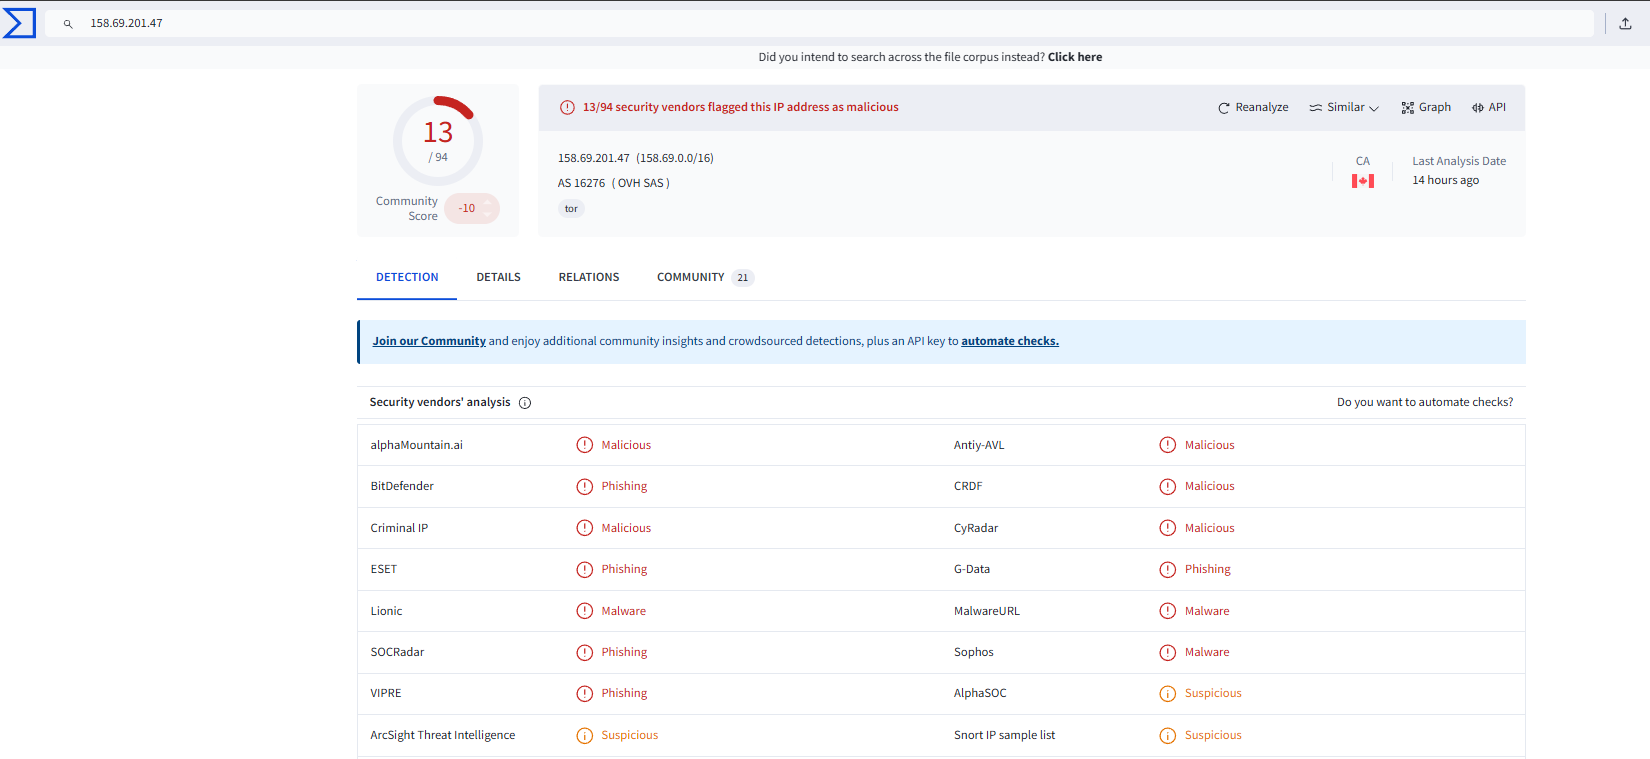 158.69.201.47
Did you intend to search across the file corpus instead? Click here
13
/ 94
Community
Score
-10
13/94 security vendors flagged this IP address as malicious
Reanalyze
Similar
Graph
API
158.69.201.47 (158.69.0.0/16)
AS 16276 ( OVH SAS )
tor
CA
Last Analysis Date
14 hours ago
DETECTION
DETAILS
RELATIONS
COMMUNITY 21
Join our Community and enjoy additional community insights and crowdsourced detections, plus an API key to automate checks.
Security vendors' analysis
Do you want to automate checks?
alphaMountain.ai Malicious Antiy-AVL Malicious
BitDefender Phishing CRDF Malicious
Criminal IP Malicious CyRadar Malicious
ESET Phishing G-Data Phishing
Lionic Malware MalwareURL Malware
SOCRadar Phishing Sophos Malware
VIPRE Phishing AlphaSOC Suspicious
ArcSight Threat Intelligence Suspicious Snort IP sample list Suspicious